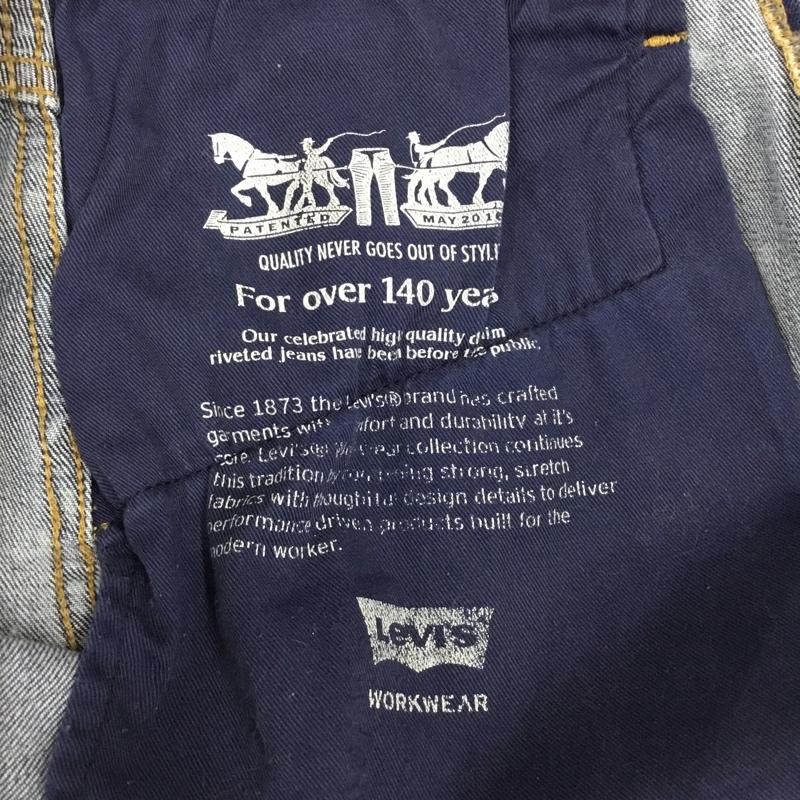 PATENTED MAY 20 18
QUALITY NEVER GOES OUT OF STYL
For over 140 yea
Our celebrated high quality
riveted jeans have been before the public.
Since 1873 the Levi's® brand has crafted
garments with and durability at it's
core. Levi's® collection continues
this tradition by strong, stretch
fabrics with thoughtful design details to deliver
performance driven products built for the
modern worker.
Levi's
WORKWEAR